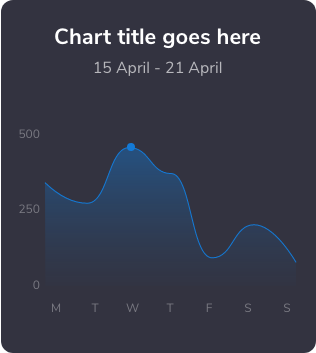 Chart title goes here
15 April - 21 April
500
250
0
M T W T F S S